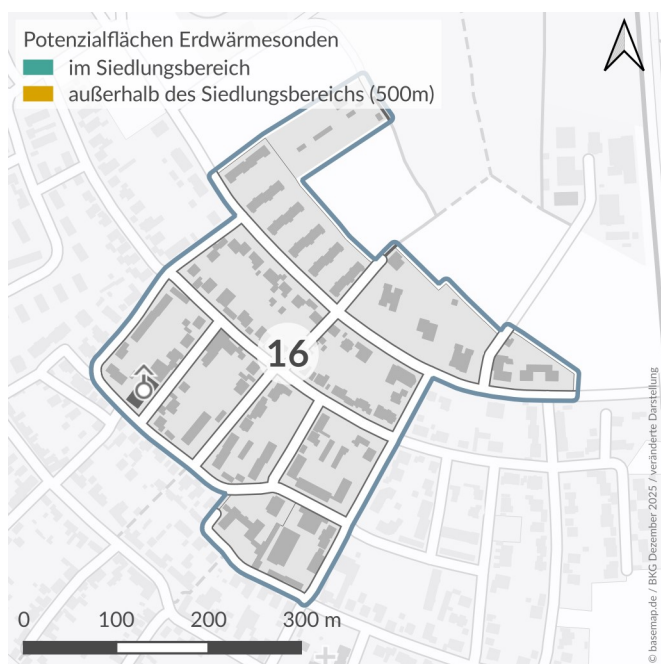 Potenzialflächen Erdwärmesonden
im Siedlungsbereich
außerhalb des Siedlungsbereichs (500m)
16
0 100 200 300 m
© basemap.de / BKG Dezember 2025 / veränderte Darstellung